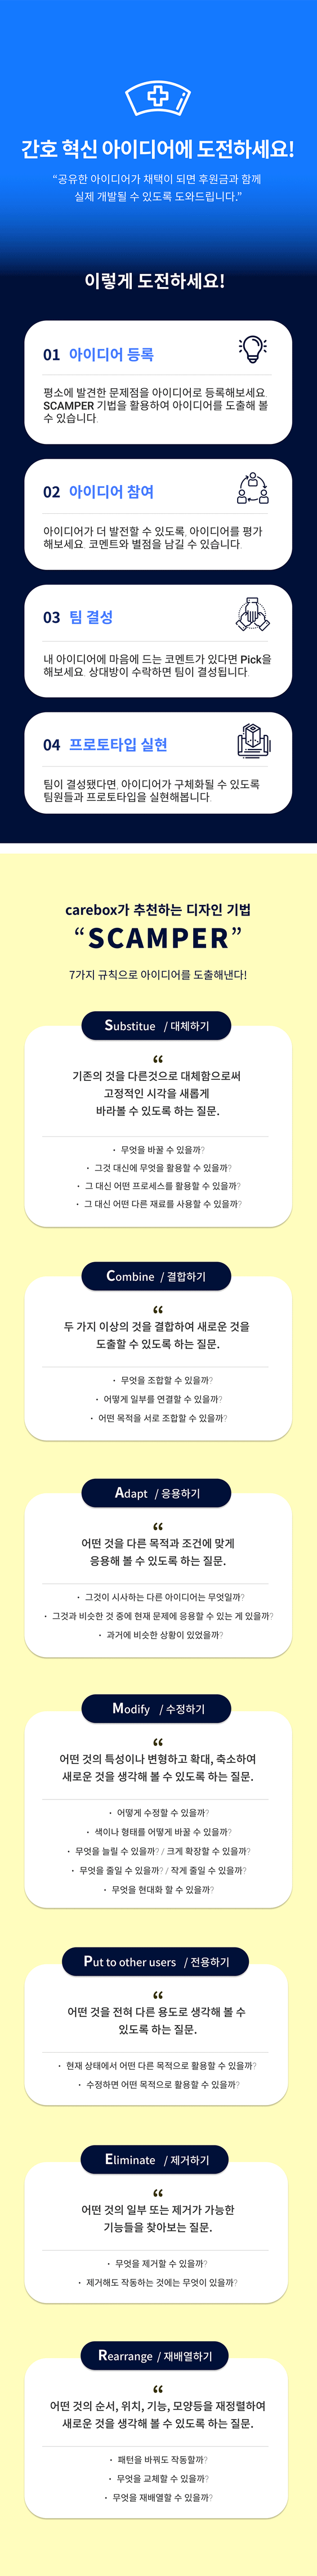 간호 혁신 아이디어에 도전하세요!
“공유한 아이디어가 채택이 되면 후원금과 함께
실제 개발될 수 있도록 도와드립니다.”
이렇게 도전하세요!
01 아이디어 등록
평소에 발견한 문제점을 아이디어로 등록해보세요.
SCAMPER 기법을 활용하여 아이디어를 도출해 볼
수 있습니다.
02 아이디어 참여
아이디어가 더 발전할 수 있도록, 아이디어를 평가
해보세요. 코멘트와 별점을 남길 수 있습니다.
03 팀 결성
내 아이디어에 마음에 드는 코멘트가 있다면 Pick을
해보세요. 상대방이 수락하면 팀이 결성됩니다.
04 프로토타입 실현
팀이 결성됐다면, 아이디어가 구체화될 수 있도록
팀원들과 프로토타입을 실현해봅니다.
carebox가 추천하는 디자인 기법
“SCAMPER”
7가지 규칙으로 아이디어를 도출해낸다!
Substitue / 대체하기
“
기존의 것을 다른것으로 대체함으로써
고정적인 시각을 새롭게
바라볼 수 있도록 하는 질문.
· 무엇을 바꿀 수 있을까?
· 그것 대신에 무엇을 활용할 수 있을까?
· 그 대신 어떤 프로세스를 활용할 수 있을까?
· 그 대신 어떤 다른 재료를 사용할 수 있을까?
Combine / 결합하기
“
두 가지 이상의 것을 결합하여 새로운 것을
도출할 수 있도록 하는 질문.
· 무엇을 조합할 수 있을까?
· 어떻게 일부를 연결할 수 있을까?
· 어떤 목적을 서로 조합할 수 있을까?
Adapt / 응용하기
“
어떤 것을 다른 목적과 조건에 맞게
응용해 볼 수 있도록 하는 질문.
· 그것이 시사하는 다른 아이디어는 무엇일까?
· 그것과 비슷한 것 중에 현재 문제에 응용할 수 있는 게 있을까?
· 과거에 비슷한 상황이 있었을까?
Modify / 수정하기
“
어떤 것의 특성이나 변형하고 확대, 축소하여
새로운 것을 생각해 볼 수 있도록 하는 질문.
· 어떻게 수정할 수 있을까?
· 색이나 형태를 어떻게 바꿀 수 있을까?
· 무엇을 늘릴 수 있을까? / 크게 확장할 수 있을까?
· 무엇을 줄일 수 있을까? / 작게 줄일 수 있을까?
· 무엇을 현대화 할 수 있을까?
Put to other users / 전용하기
“
어떤 것을 전혀 다른 용도로 생각해 볼 수
있도록 하는 질문.
· 현재 상태에서 어떤 다른 목적으로 활용할 수 있을까?
· 수정하면 어떤 목적으로 활용할 수 있을까?
Eliminate / 제거하기
“
어떤 것의 일부 또는 제거가 가능한
기능들을 찾아보는 질문.
· 무엇을 제거할 수 있을까?
· 제거해도 작동하는 것에는 무엇이 있을까?
Rearrange / 재배열하기
“
어떤 것의 순서, 위치, 기능, 모양등을 재정렬하여
새로운 것을 생각해 볼 수 있도록 하는 질문.
· 패턴을 바꿔도 작동할까?
· 무엇을 교체할 수 있을까?
· 무엇을 재배열할 수 있을까?